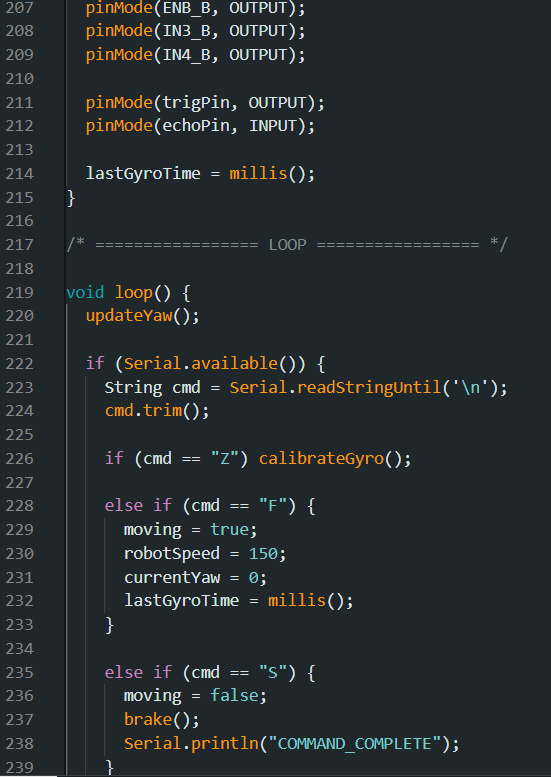 207 pinMode(ENB_B, OUTPUT);
208 pinMode(IN3_B, OUTPUT);
209 pinMode(IN4_B, OUTPUT);
210
211 pinMode(trigPin, OUTPUT);
212 pinMode(echoPin, INPUT);
213
214 lastGyroTime = millis();
215 }
216
217 /* ================= LOOP ================= */
218
219 void loop() {
220 updateYaw();
221
222 if (Serial.available()) {
223 String cmd = Serial.readStringUntil('\n');
224 cmd.trim();
225
226 if (cmd == "Z") calibrateGyro();
227
228 else if (cmd == "F") {
229 moving = true;
230 robotSpeed = 150;
231 currentYaw = 0;
232 lastGyroTime = millis();
233 }
234
235 else if (cmd == "S") {
236 moving = false;
237 brake();
238 Serial.println("COMMAND_COMPLETE");
239 }